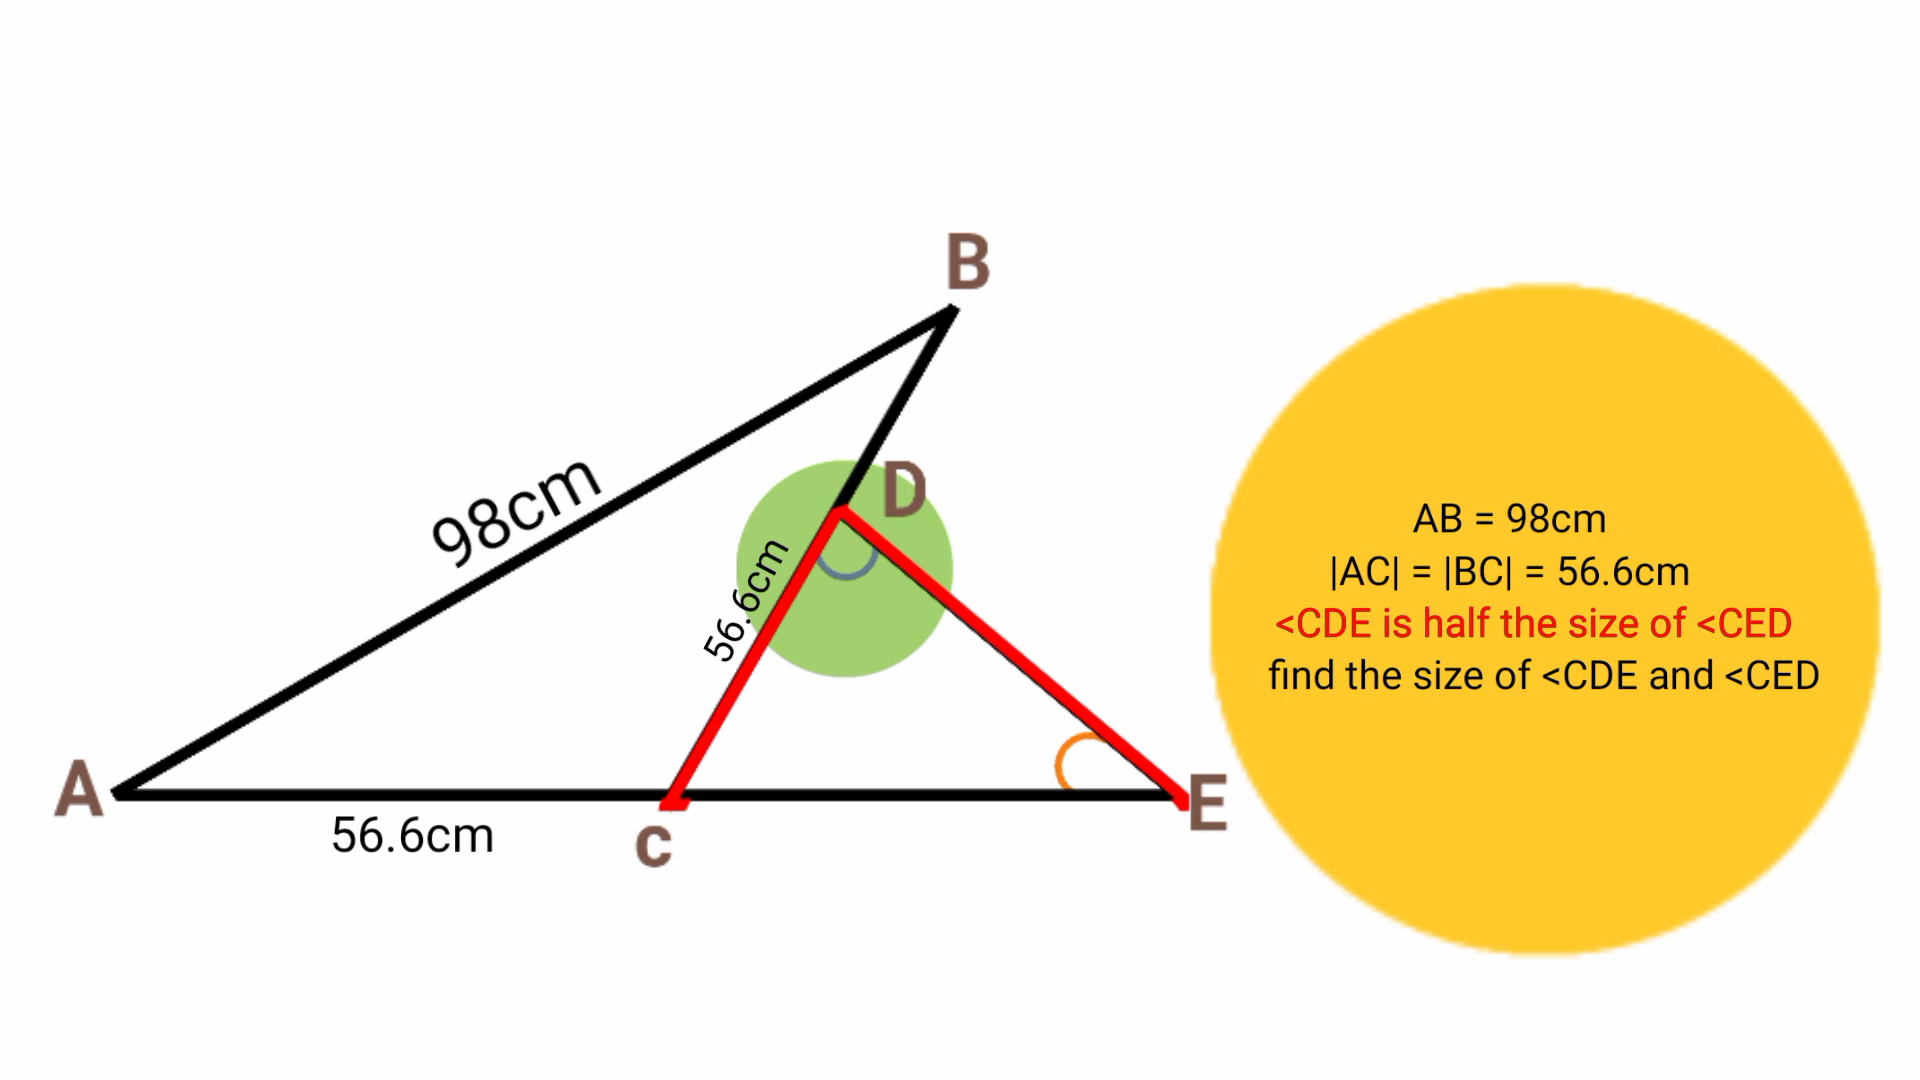 B
98cm
D
56.6cm
A
E
56.6cm
c
AB = 98cm
|AC| = |BC| = 56.6cm
<CDE is half the size of <CED
find the size of <CDE and <CED